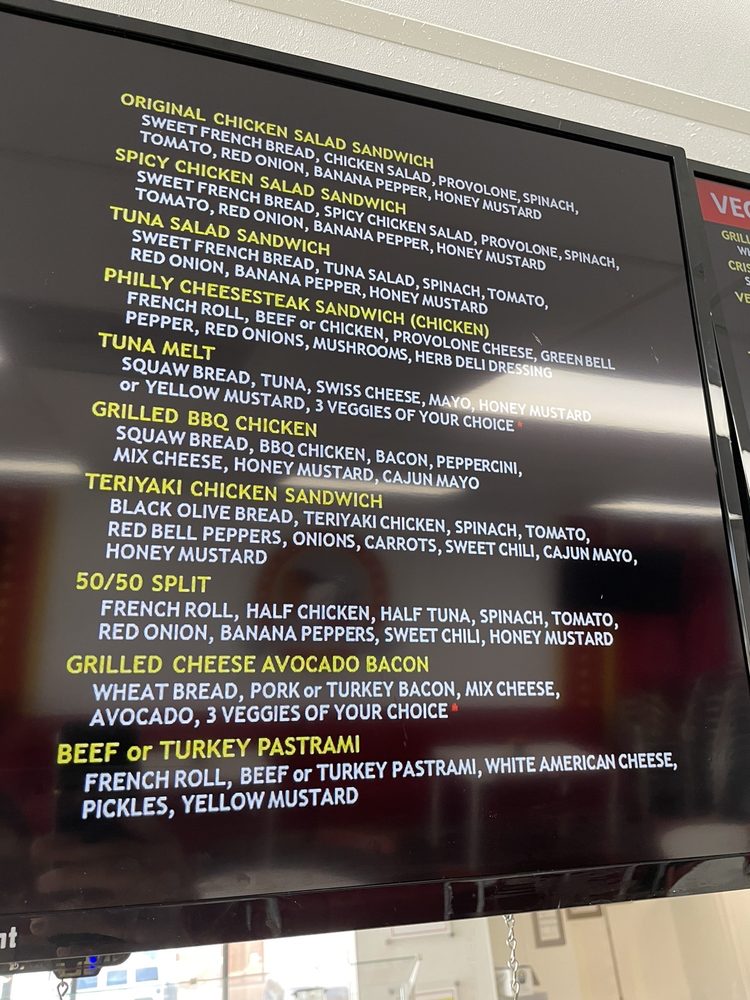 ORIGINAL CHICKEN SALAD SANDWICH
SWEET FRENCH BREAD, CHICKEN SALAD, PROVOLONE, SPINACH,
TOMATO, RED ONION, BANANA PEPPER, HONEY MUSTARD
SPICY CHICKEN SALAD SANDWICH
SWEET FRENCH BREAD, SPICY CHICKEN SALAD, PROVOLONE, SPINACH,
TOMATO, RED ONION, BANANA PEPPER, HONEY MUSTARD
TUNA SALAD SANDWICH
SWEET FRENCH BREAD, TUNA SALAD, SPINACH, TOMATO,
RED ONION, BANANA PEPPER, HONEY MUSTARD
PHILLY CHEESESTEAK SANDWICH (CHICKEN)
FRENCH ROLL, BEEF or CHICKEN, PROVOLONE CHEESE, GREEN BELL
PEPPER, RED ONIONS, MUSHROOMS, HERB DELI DRESSING
TUNA MELT
SQUAW BREAD, TUNA, SWISS CHEESE, MAYO, HONEY MUSTARD
or YELLOW MUSTARD, 3 VEGGIES OF YOUR CHOICE *
GRILLED BBQ CHICKEN
SQUAW BREAD, BBQ CHICKEN, BACON, PEPPERCINI,
MIX CHEESE, HONEY MUSTARD, CAJUN MAYO
TERIYAKI CHICKEN SANDWICH
BLACK OLIVE BREAD, TERIYAKI CHICKEN, SPINACH, TOMATO,
RED BELL PEPPERS, ONIONS, CARROTS, SWEET CHILI, CAJUN MAYO,
HONEY MUSTARD
50/50 SPLIT
FRENCH ROLL, HALF CHICKEN, HALF TUNA, SPINACH, TOMATO,
RED ONION, BANANA PEPPERS, SWEET CHILI, HONEY MUSTARD
GRILLED CHEESE AVOCADO BACON
WHEAT BREAD, PORK or TURKEY BACON, MIX CHEESE,
AVOCADO, 3 VEGGIES OF YOUR CHOICE *
BEEF or TURKEY PASTRAMI
FRENCH ROLL, BEEF or TURKEY PASTRAMI, WHITE AMERICAN CHEESE,
PICKLES, YELLOW MUSTARD